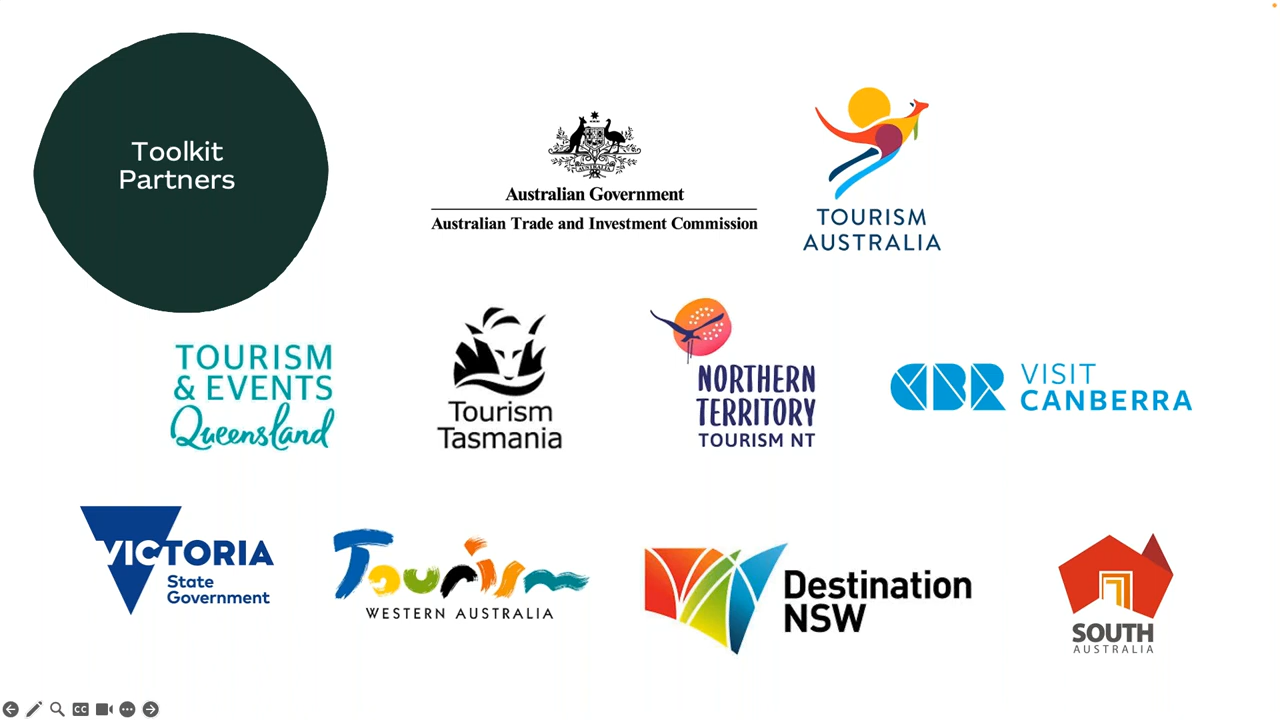 Toolkit
Partners
Australian Government
Australian Trade and Investment Commission
TOURISM
AUSTRALIA
TOURISM
& EVENTS
Queensland
Tourism
Tasmania
NORTHERN
TERRITORY
TOURISM NT
CBR VISIT
CANBERRA
VICTORIA
State
Government
Tourism
WESTERN AUSTRALIA
Destination
NSW
SOUTH
AUSTRALIA
CC